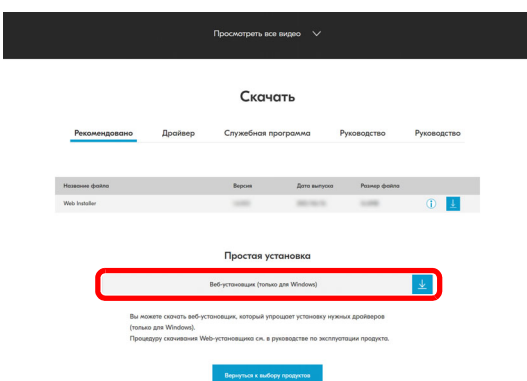 Просмотреть все видео
Скачать
Рекомендовано Драйвер Служебная программа Руководство Руководство
Название файла Версия Дата выпуска Размер файла
Web Installer
Простая установка
Веб-установщик (только для Windows)
Вы можете скачать веб-установщик, который упрощает установку нужных драйверов
(только для Windows).
Процедуру скачивания Web-установщика см. в руководстве по эксплуатации продукта.
Вернуться к выбору продуктов